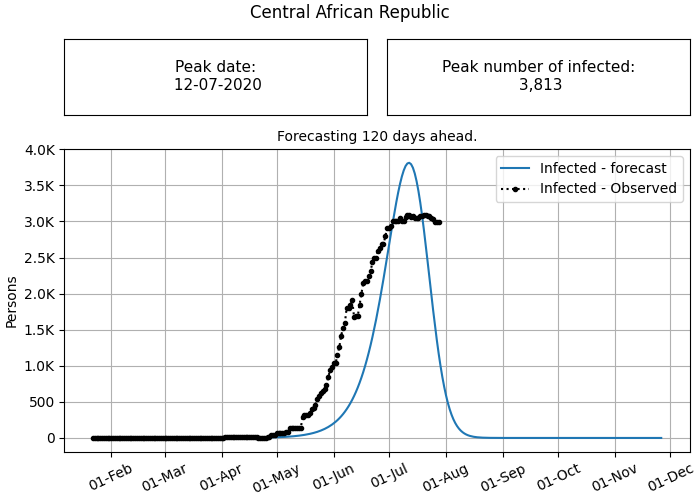 Central African Republic
Peak date:
12-07-2020
Peak number of infected:
3,813
Forecasting 120 days ahead.
4.0K
3.5K
3.0K
2.5K
2.0K
1.5K
1.0K
500
0
Persons
Infected - forecast
Infected - Observed
01-Feb
01-Mar
01-Apr
01-May
01-Jun
01-Jul
01-Aug
01-Sep
01-Oct
01-Nov
01-Dec